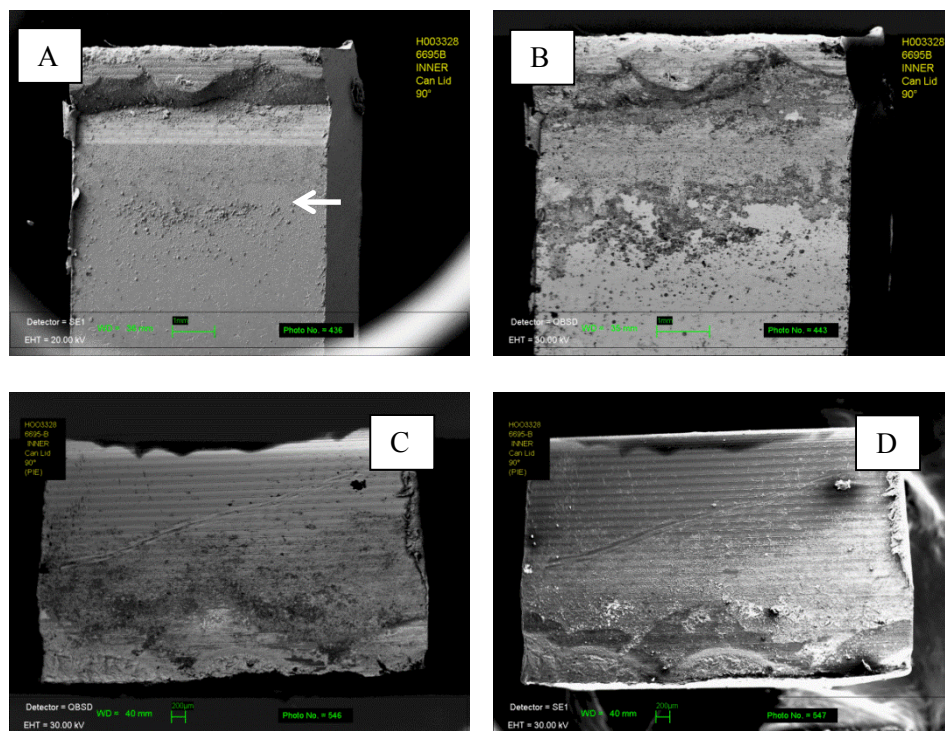 A
H003328
6695B
INNER
Can Lid
90°
1mm
Detector = SE1
Photo No. = 436
EHT = 20.00 kV
B
H003328
6695B
INNER
Can Lid
90°
1mm
Detector = QBSD
Photo No. = 443
EHT = 30.00 kV
C
HOO3328
6695-B
INNER
Can Lid
90°
(PIE)
Detector = QBSD
WD = 40 mm
200µm
Photo No. = 546
EHT = 30.00 kV
D
HOO3328
6695-B
INNER
Can Lid
90°
(PIE)
Detector = SE1
WD = 40 mm
200µm
Photo No. = 547
EHT = 30.00 kV